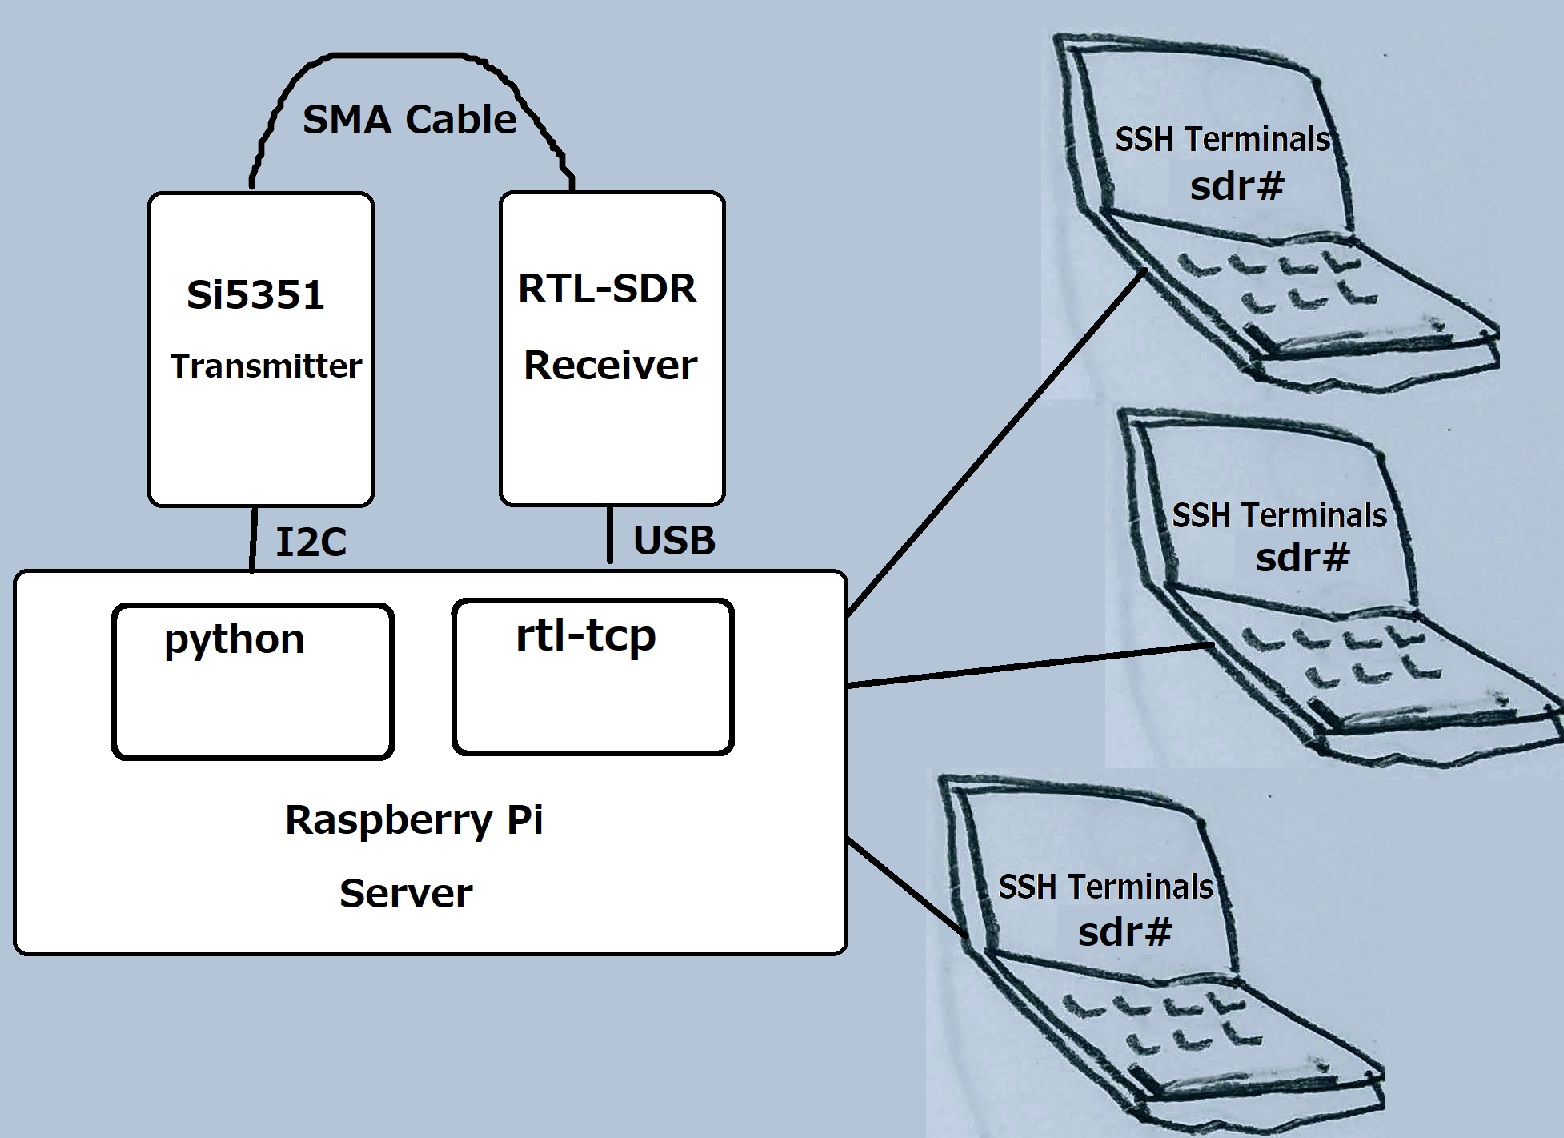 SMA Cable
Si5351
Transmitter
RTL-SDR
Receiver
I2C
USB
python
rtl-tcp
Raspberry Pi
Server
SSH Terminals
sdr#
SSH Terminals
sdr#
SSH Terminals
sdr#